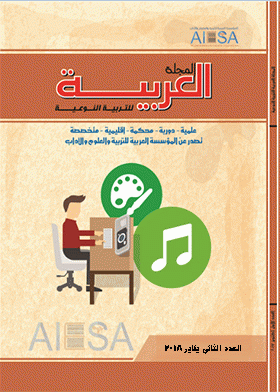 AIESA
المجلة
العربية
للتربية النوعية
علمية - دورية - محكمة - إقليمية - متخصصة
تصدر عن المؤسسة العربية للتربية والعلوم والآداب
AIESA
العدد الثاني يناير ٢٠١٨